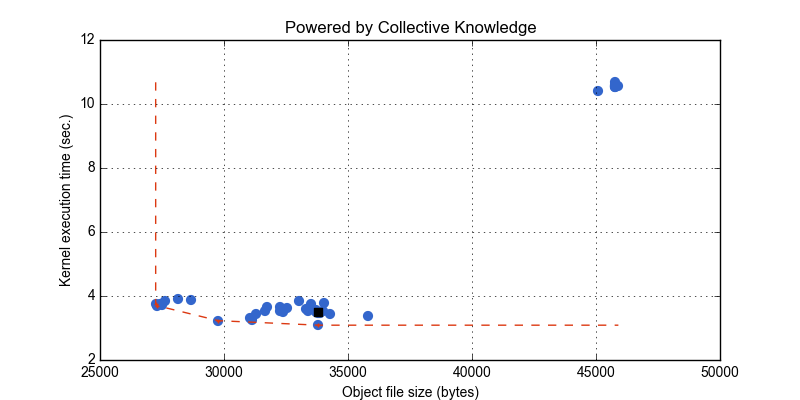 Powered by Collective Knowledge
12
10
8
6
4
2
Kernel execution time (sec.)
25000 30000 35000 40000 45000 50000
Object file size (bytes)